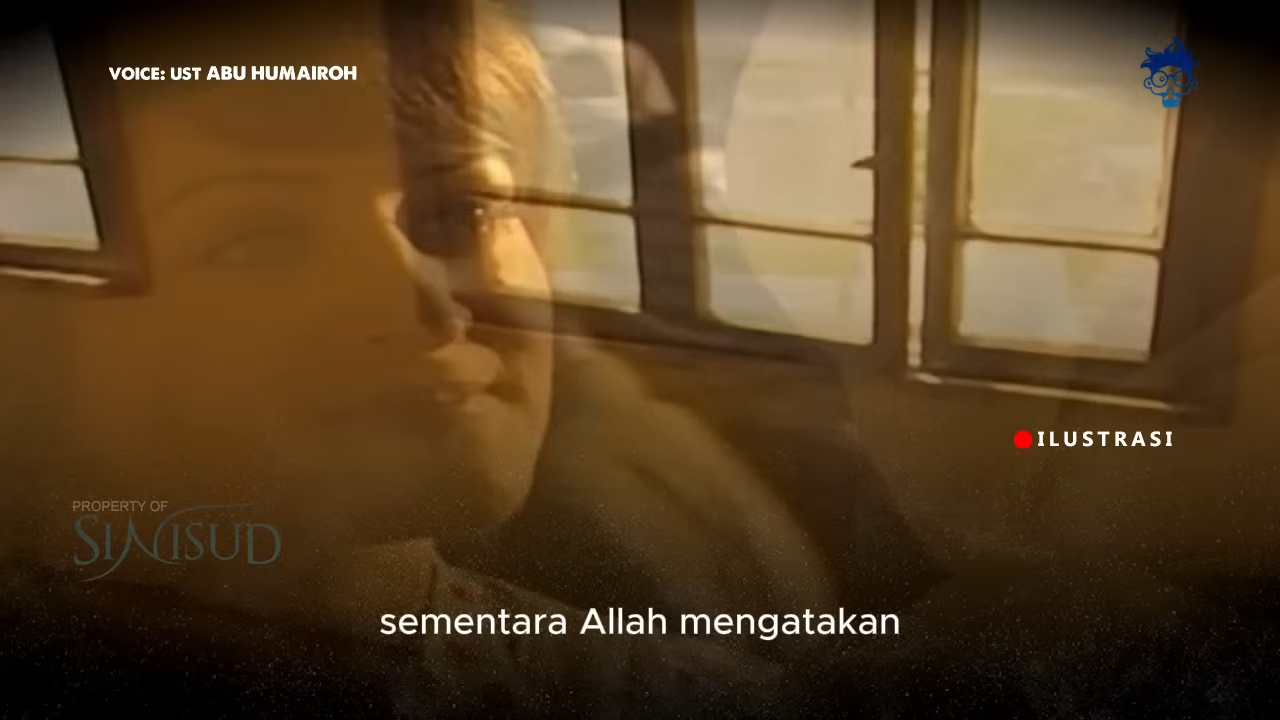 VOICE: UST ABU HUMAIROH
ILUSTRASI
PROPERTY OF
SINISUD
sementara Allah mengatakan